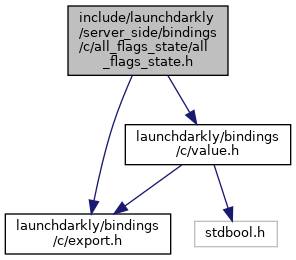 include/launchdarkly
/server_side/bindings
/c/all_flags_state/all
_flags_state.h
launchdarkly/bindings
/c/value.h
launchdarkly/bindings
/c/export.h
stdbool.h